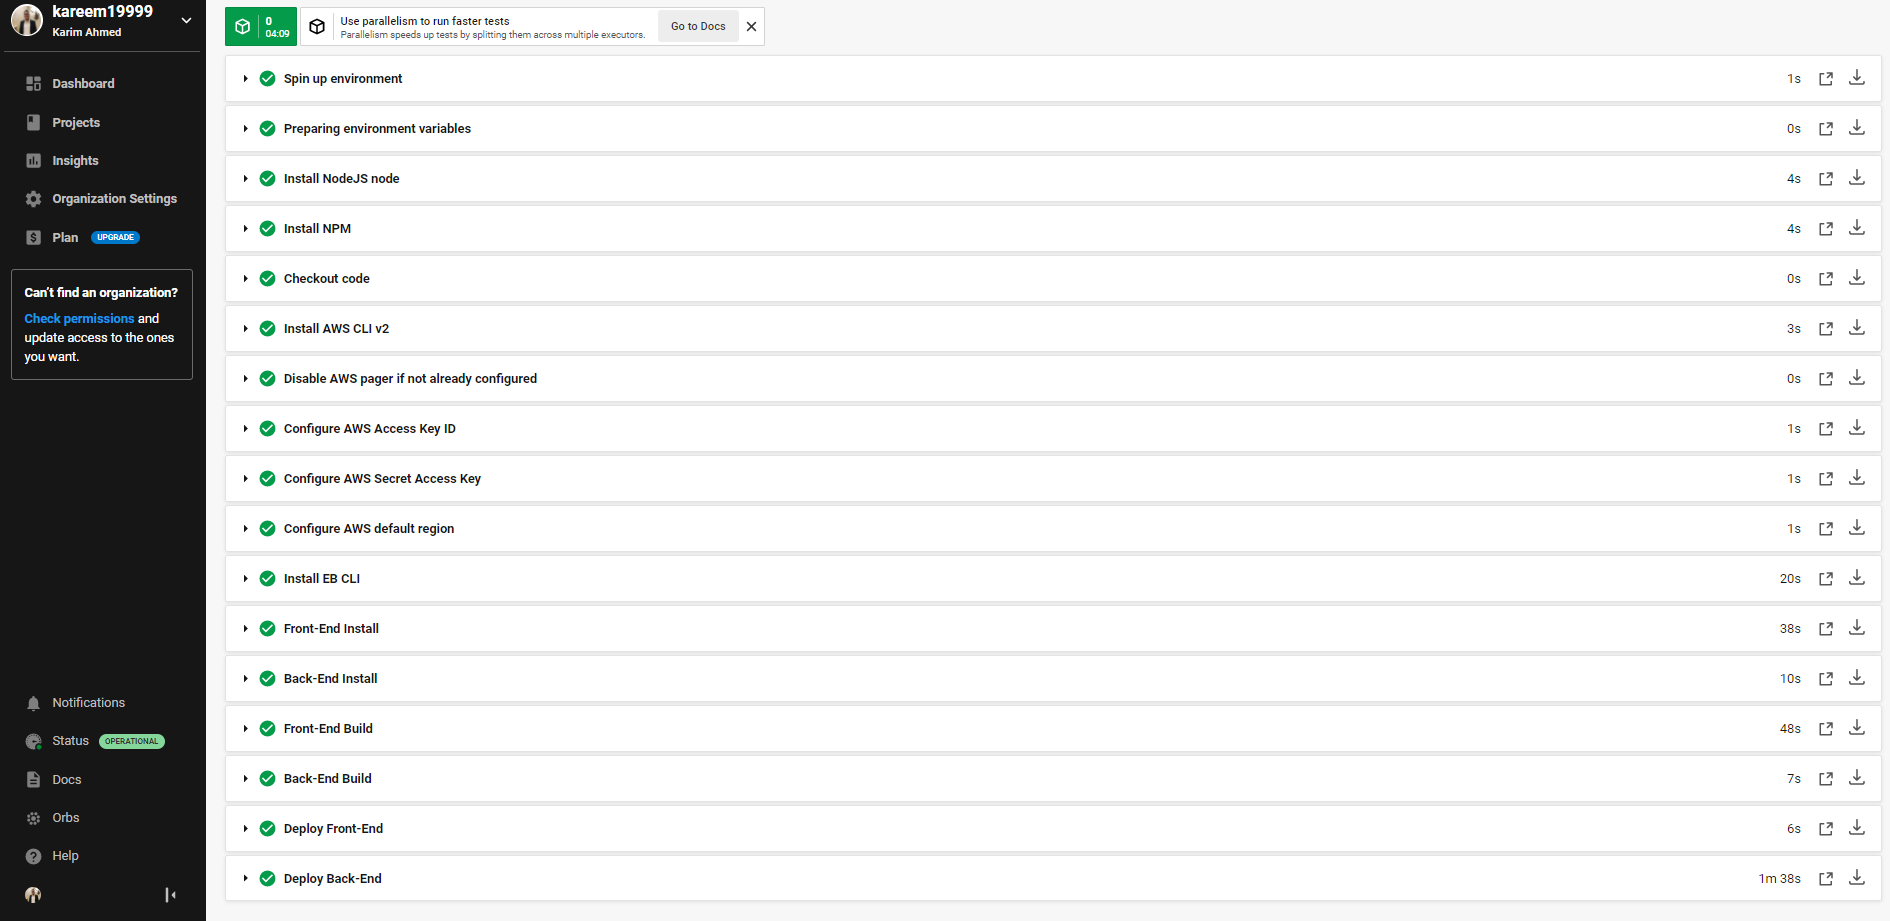 kareem19999
Karim Ahmed
Dashboard
Projects
Insights
Organization Settings
Plan UPGRADE
Can't find an organization?
Check permissions and
update access to the ones
you want.
Notifications
Status OPERATIONAL
Docs
Orbs
Help
0
04:09
Use parallelism to run faster tests
Parallelism speeds up tests by splitting them across multiple executors.
Go to Docs
Spin up environment 1s
Preparing environment variables 0s
Install NodeJS node 4s
Install NPM 4s
Checkout code 0s
Install AWS CLI v2 3s
Disable AWS pager if not already configured 0s
Configure AWS Access Key ID 1s
Configure AWS Secret Access Key 1s
Configure AWS default region 1s
Install EB CLI 20s
Front-End Install 38s
Back-End Install 10s
Front-End Build 48s
Back-End Build 7s
Deploy Front-End 6s
Deploy Back-End 1m 38s